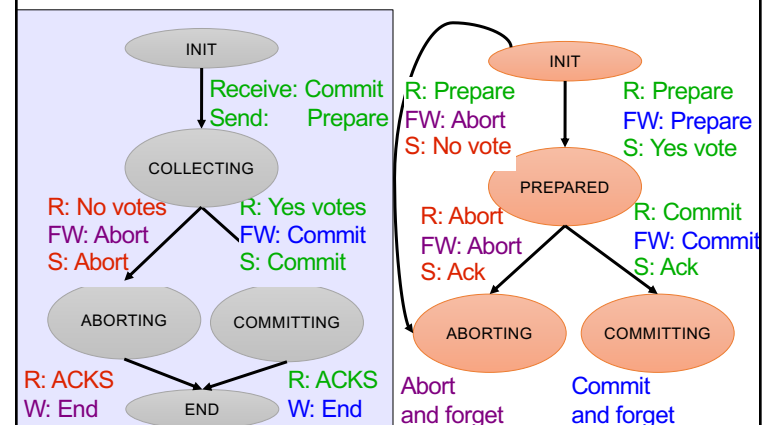 INIT
Receive: Commit
Send: Prepare
COLLECTING
R: No votes
FW: Abort
S: Abort
R: Yes votes
FW: Commit
S: Commit
ABORTING
COMMITTING
R: ACKS
W: End
R: ACKS
W: End
END
INIT
R: Prepare
FW: Abort
S: No vote
R: Prepare
FW: Prepare
S: Yes vote
PREPARED
R: Abort
FW: Abort
S: Ack
R: Commit
FW: Commit
S: Ack
ABORTING
COMMITTING
Abort
and forget
Commit
and forget